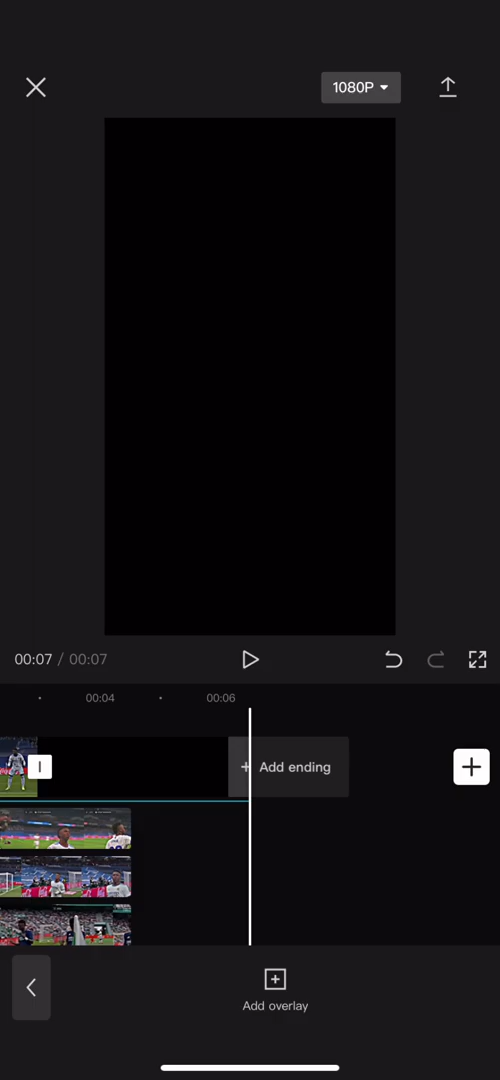 1080P
00:07 / 00:07
00:04
00:06
+ Add ending
Add overlay